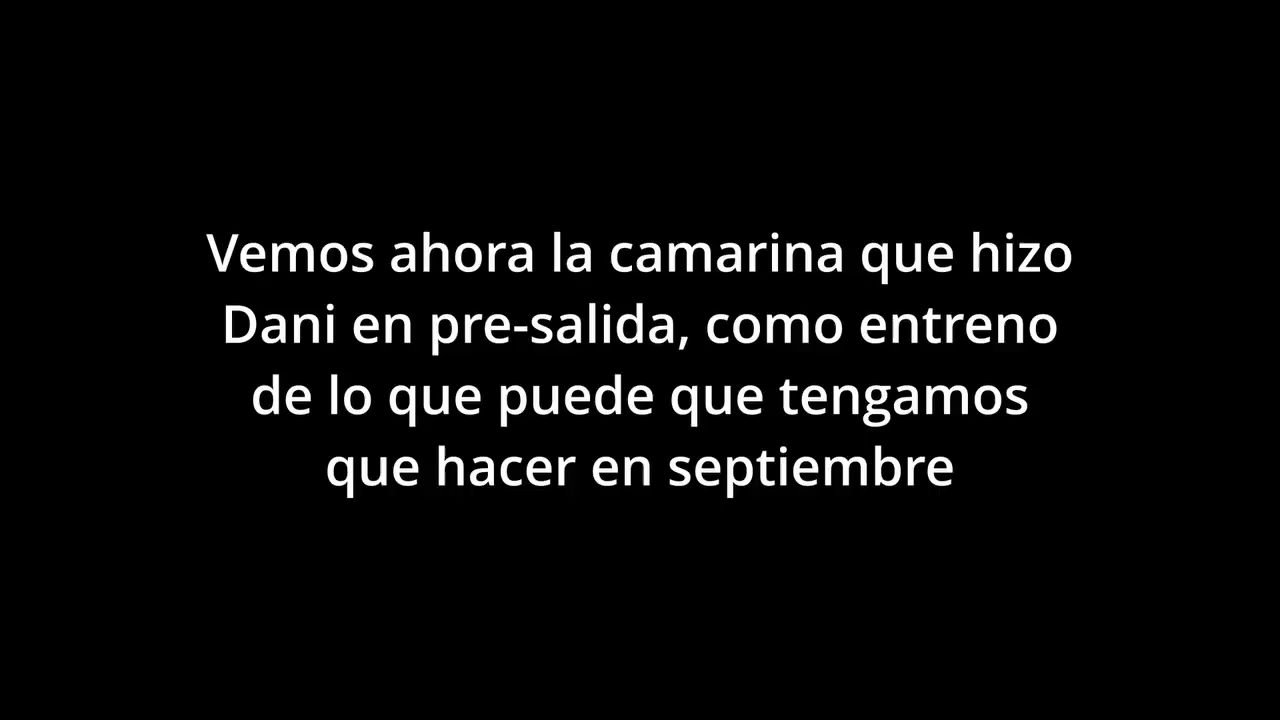 Vemos ahora la camarina que hizo
Dani en pre-salida, como entreno
de lo que puede que tengamos
que hacer en septiembre